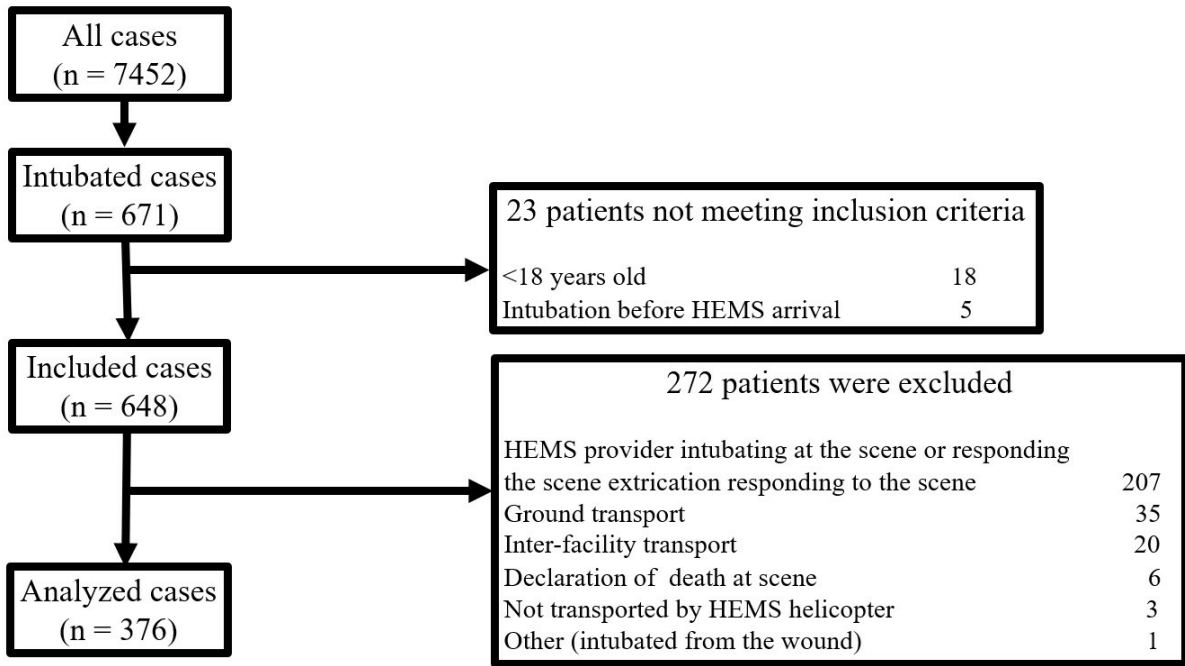 All cases
(n = 7452)
Intubated cases
(n = 671)
23 patients not meeting inclusion criteria
<18 years old 18
Intubation before HEMS arrival 5
Included cases
(n = 648)
272 patients were excluded
HEMS provider intubating at the scene or responding
the scene extrication responding to the scene 207
Ground transport 35
Inter-facility transport 20
Declaration of death at scene 6
Not transported by HEMS helicopter 3
Other (intubated from the wound) 1
Analyzed cases
(n = 376)